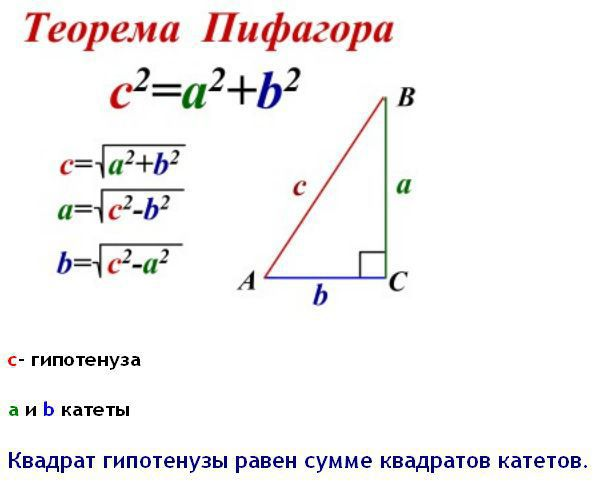 Теорема Пифагора
c²=a²+b²
c=√a²+b²
a=√c²-b²
b=√c²-a²
B
c
a
A
b
C
c- гипотенуза
a и b катеты
Квадрат гипотенузы равен сумме квадратов катетов.